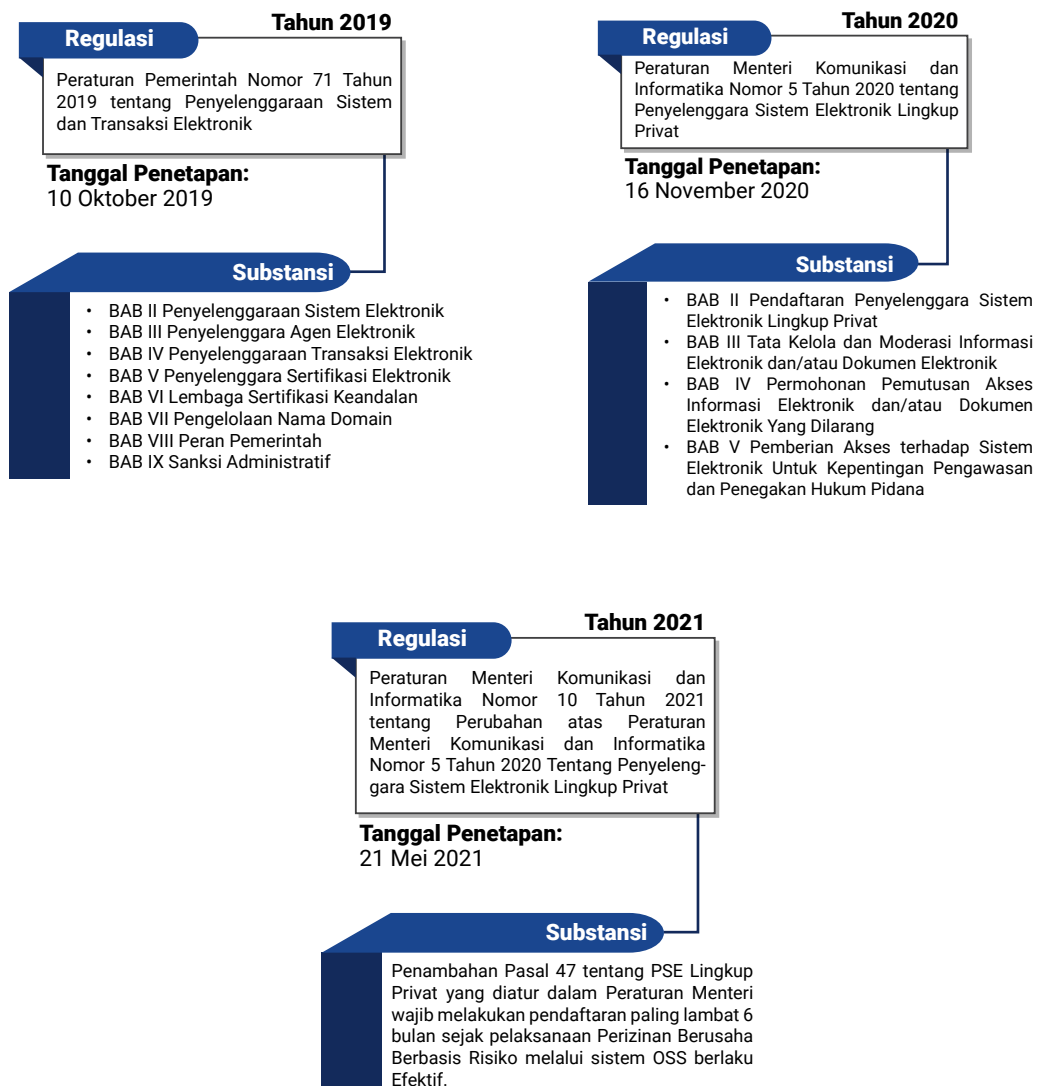 Tahun 2019
Regulasi
Peraturan Pemerintah Nomor 71 Tahun
2019 tentang Penyelenggaraan Sistem
dan Transaksi Elektronik
Tanggal Penetapan:
10 Oktober 2019
Substansi
• BAB II Penyelenggaraan Sistem Elektronik
• BAB III Penyelenggara Agen Elektronik
• BAB IV Penyelenggaraan Transaksi Elektronik
• BAB V Penyelenggara Sertifikasi Elektronik
• BAB VI Lembaga Sertifikasi Keandalan
• BAB VII Pengelolaan Nama Domain
• BAB VIII Peran Pemerintah
• BAB IX Sanksi Administratif
Tahun 2020
Regulasi
Peraturan Menteri Komunikasi dan
Informatika Nomor 5 Tahun 2020 tentang
Penyelenggara Sistem Elektronik Lingkup
Privat
Tanggal Penetapan:
16 November 2020
Substansi
• BAB II Pendaftaran Penyelenggara Sistem
Elektronik Lingkup Privat
• BAB III Tata Kelola dan Moderasi Informasi
Elektronik dan/atau Dokumen Elektronik
• BAB IV Permohonan Pemutusan Akses
Informasi Elektronik dan/atau Dokumen
Elektronik Yang Dilarang
• BAB V Pemberian Akses terhadap Sistem
Elektronik Untuk Kepentingan Pengawasan
dan Penegakan Hukum Pidana
Tahun 2021
Regulasi
Peraturan Menteri Komunikasi dan
Informatika Nomor 10 Tahun 2021
tentang Perubahan atas Peraturan
Menteri Komunikasi dan Informatika
Nomor 5 Tahun 2020 Tentang Penyeleng-
gara Sistem Elektronik Lingkup Privat
Tanggal Penetapan:
21 Mei 2021
Substansi
Penambahan Pasal 47 tentang PSE Lingkup
Privat yang diatur dalam Peraturan Menteri
wajib melakukan pendaftaran paling lambat 6
bulan sejak pelaksanaan Perizinan Berusaha
Berbasis Risiko melalui sistem OSS berlaku
Efektif.